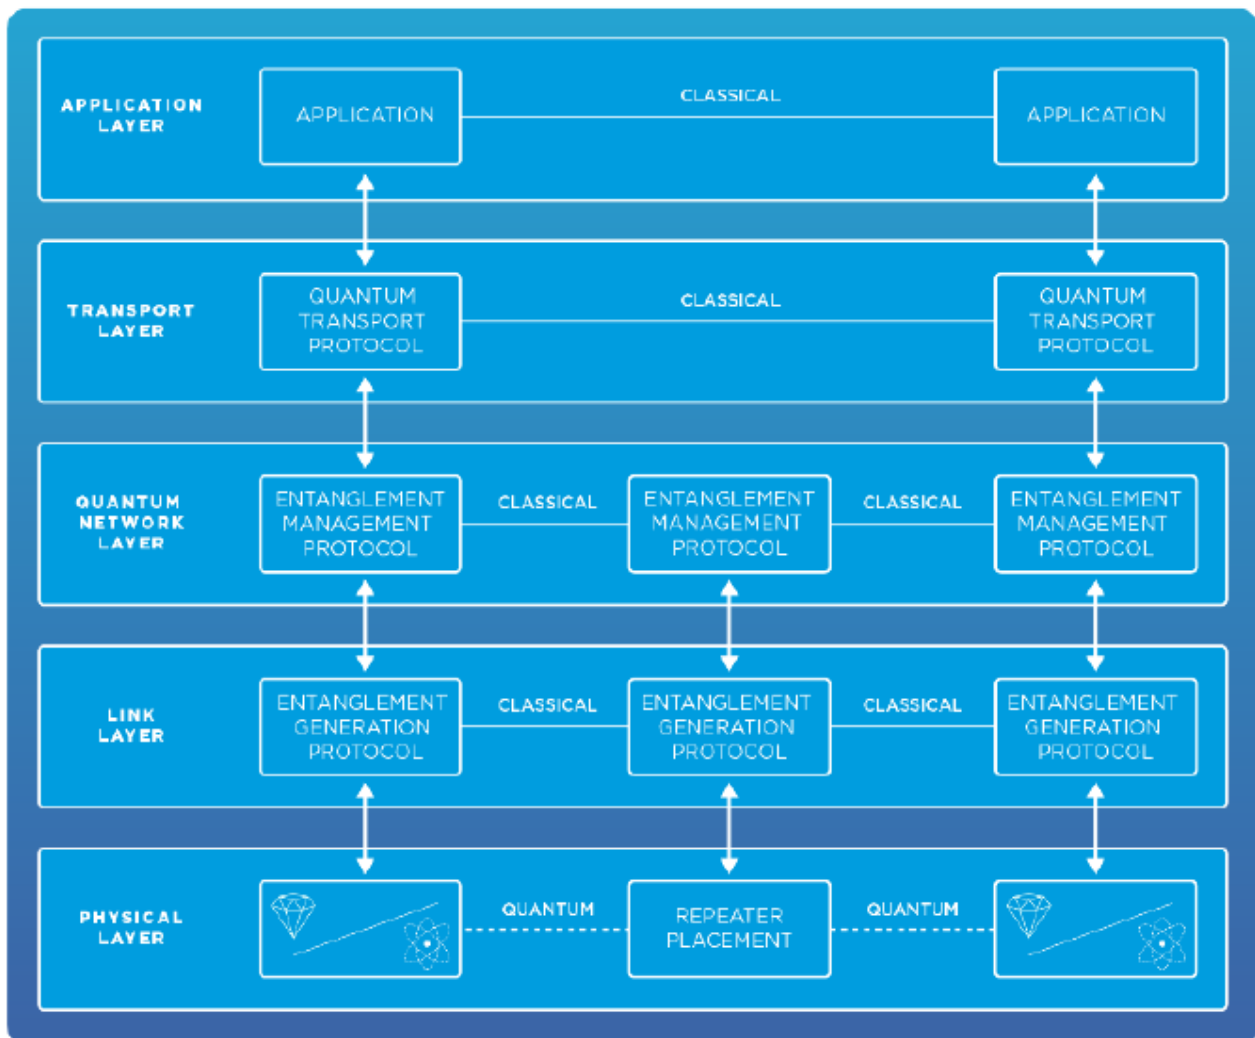 APPLICATION
LAYER
APPLICATION
CLASSICAL
APPLICATION
TRANSPORT
LAYER
QUANTUM
TRANSPORT
PROTOCOL
CLASSICAL
QUANTUM
TRANSPORT
PROTOCOL
QUANTUM
NETWORK
LAYER
ENTANGLEMENT
MANAGEMENT
PROTOCOL
CLASSICAL
ENTANGLEMENT
MANAGEMENT
PROTOCOL
CLASSICAL
ENTANGLEMENT
MANAGEMENT
PROTOCOL
LINK
LAYER
ENTANGLEMENT
GENERATION
PROTOCOL
CLASSICAL
ENTANGLEMENT
GENERATION
PROTOCOL
CLASSICAL
ENTANGLEMENT
GENERATION
PROTOCOL
PHYSICAL
LAYER
QUANTUM
REPEATER
PLACEMENT
QUANTUM